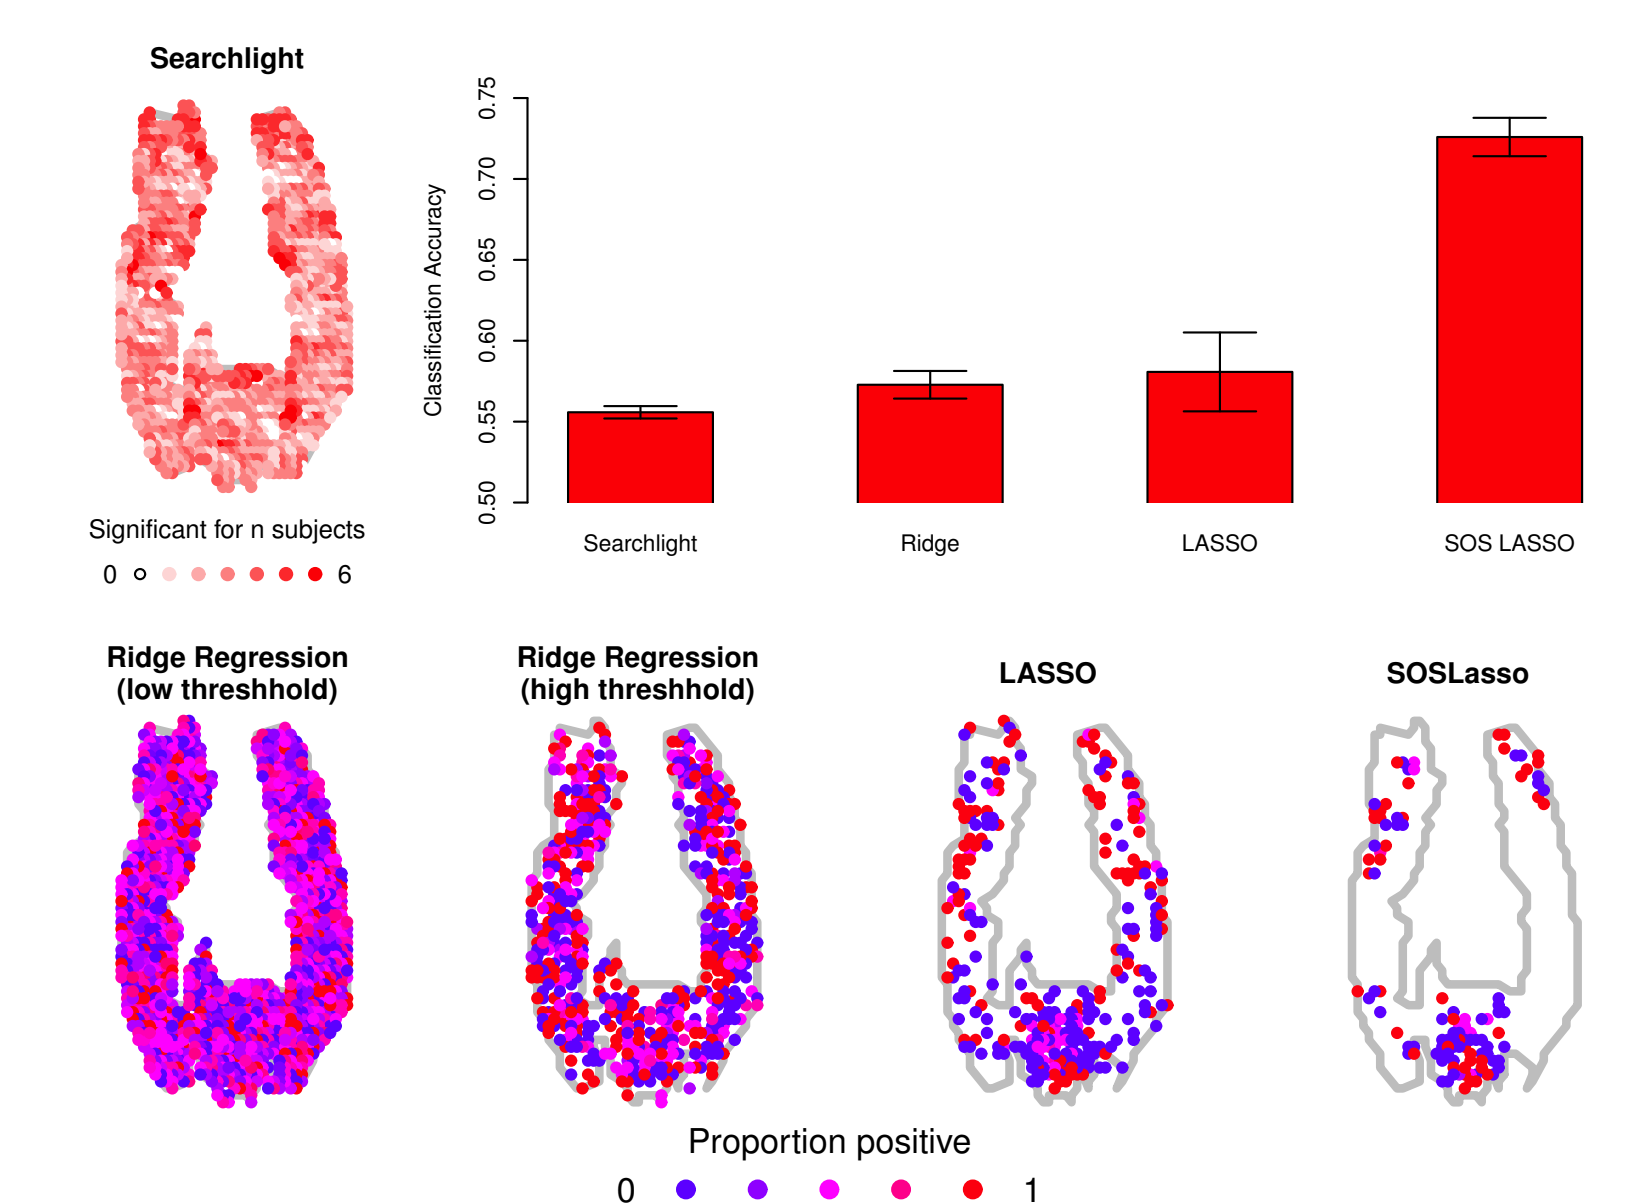 Searchlight
Significant for n subjects
0 6
Classification Accuracy
0.75
0.70
0.65
0.60
0.55
0.50
Searchlight Ridge LASSO SOS LASSO
Ridge Regression
(low threshhold)
Ridge Regression
(high threshhold)
LASSO
SOSLasso
Proportion positive
0 1